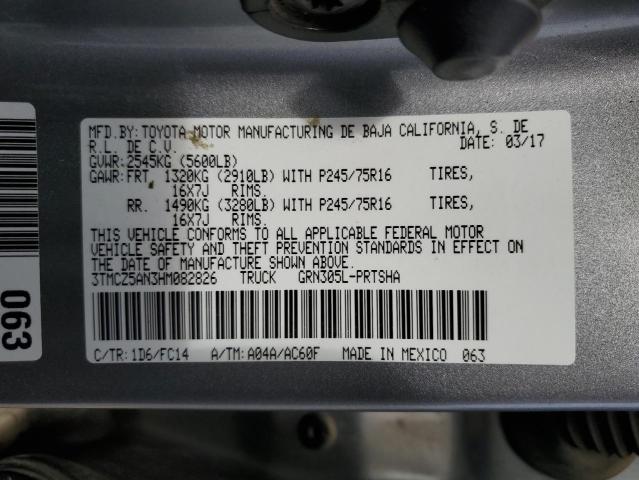 MFD.BY:TOYOTA MOTOR MANUFACTURING DE BAJA CALIFORNIA, S. DE
R.L. DE C.V. DATE: 03/17
GVWR:2545KG (5600LB)
GAWR:FRT. 1320KG (2910LB) WITH P245/75R16 TIRES,
16X7J RIMS.
RR. 1490KG (3280LB) WITH P245/75R16 TIRES,
16X7J RIMS.
THIS VEHICLE CONFORMS TO ALL APPLICABLE FEDERAL MOTOR
VEHICLE SAFETY AND THEFT PREVENTION STANDARDS IN EFFECT ON
THE DATE OF MANUFACTURE SHOWN ABOVE.
3TMCZ5AN3HM082826 TRUCK GRN305L-PRTSHA
C/TR:1D6/FC14 A/TM:A04A/AC60F MADE IN MEXICO 063
063